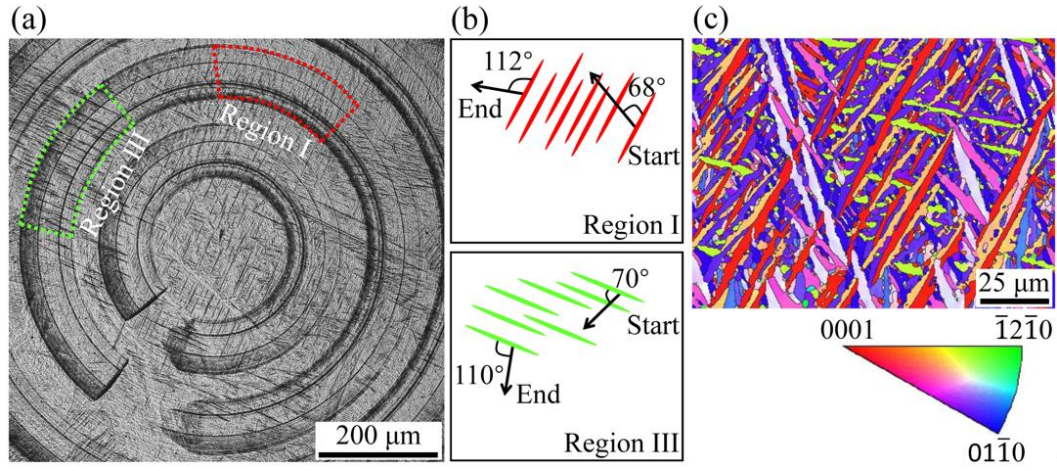 (a)
Region I
Region III
200 μm
(b)
112°
End
68°
Start
Region I
70°
Start
110°
End
Region III
(c)
25 μm
0001
1̅21̅0
011̅0